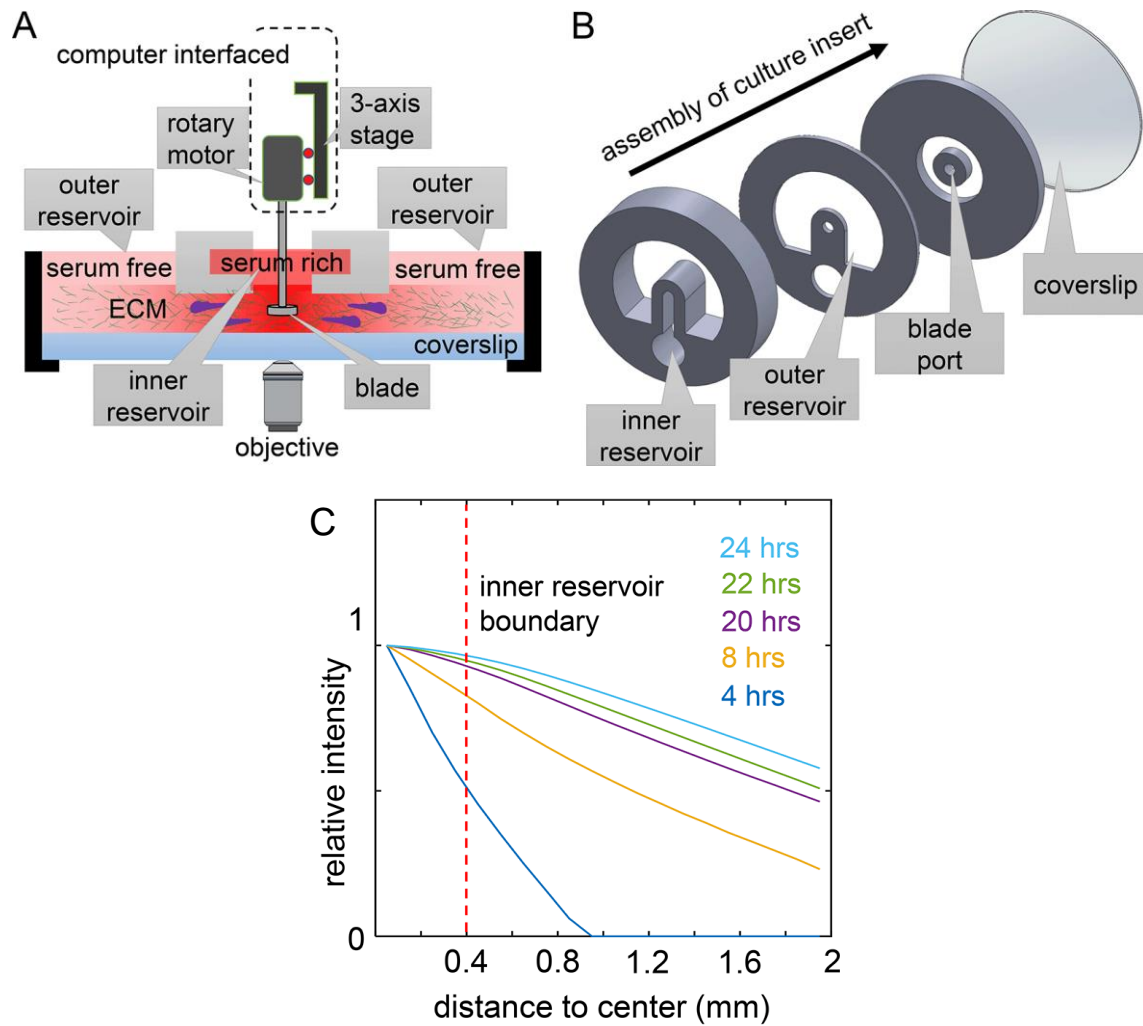 A
computer interfaced
rotary
motor
3-axis
stage
outer
reservoir
outer
reservoir
serum free
serum rich
serum free
ECM
coverslip
inner
reservoir
blade
objective
B
assembly of culture insert
coverslip
blade
port
outer
reservoir
inner
reservoir
C
24 hrs
22 hrs
20 hrs
8 hrs
4 hrs
inner reservoir
boundary
1
0
relative intensity
0.4 0.8 1.2 1.6 2
distance to center (mm)